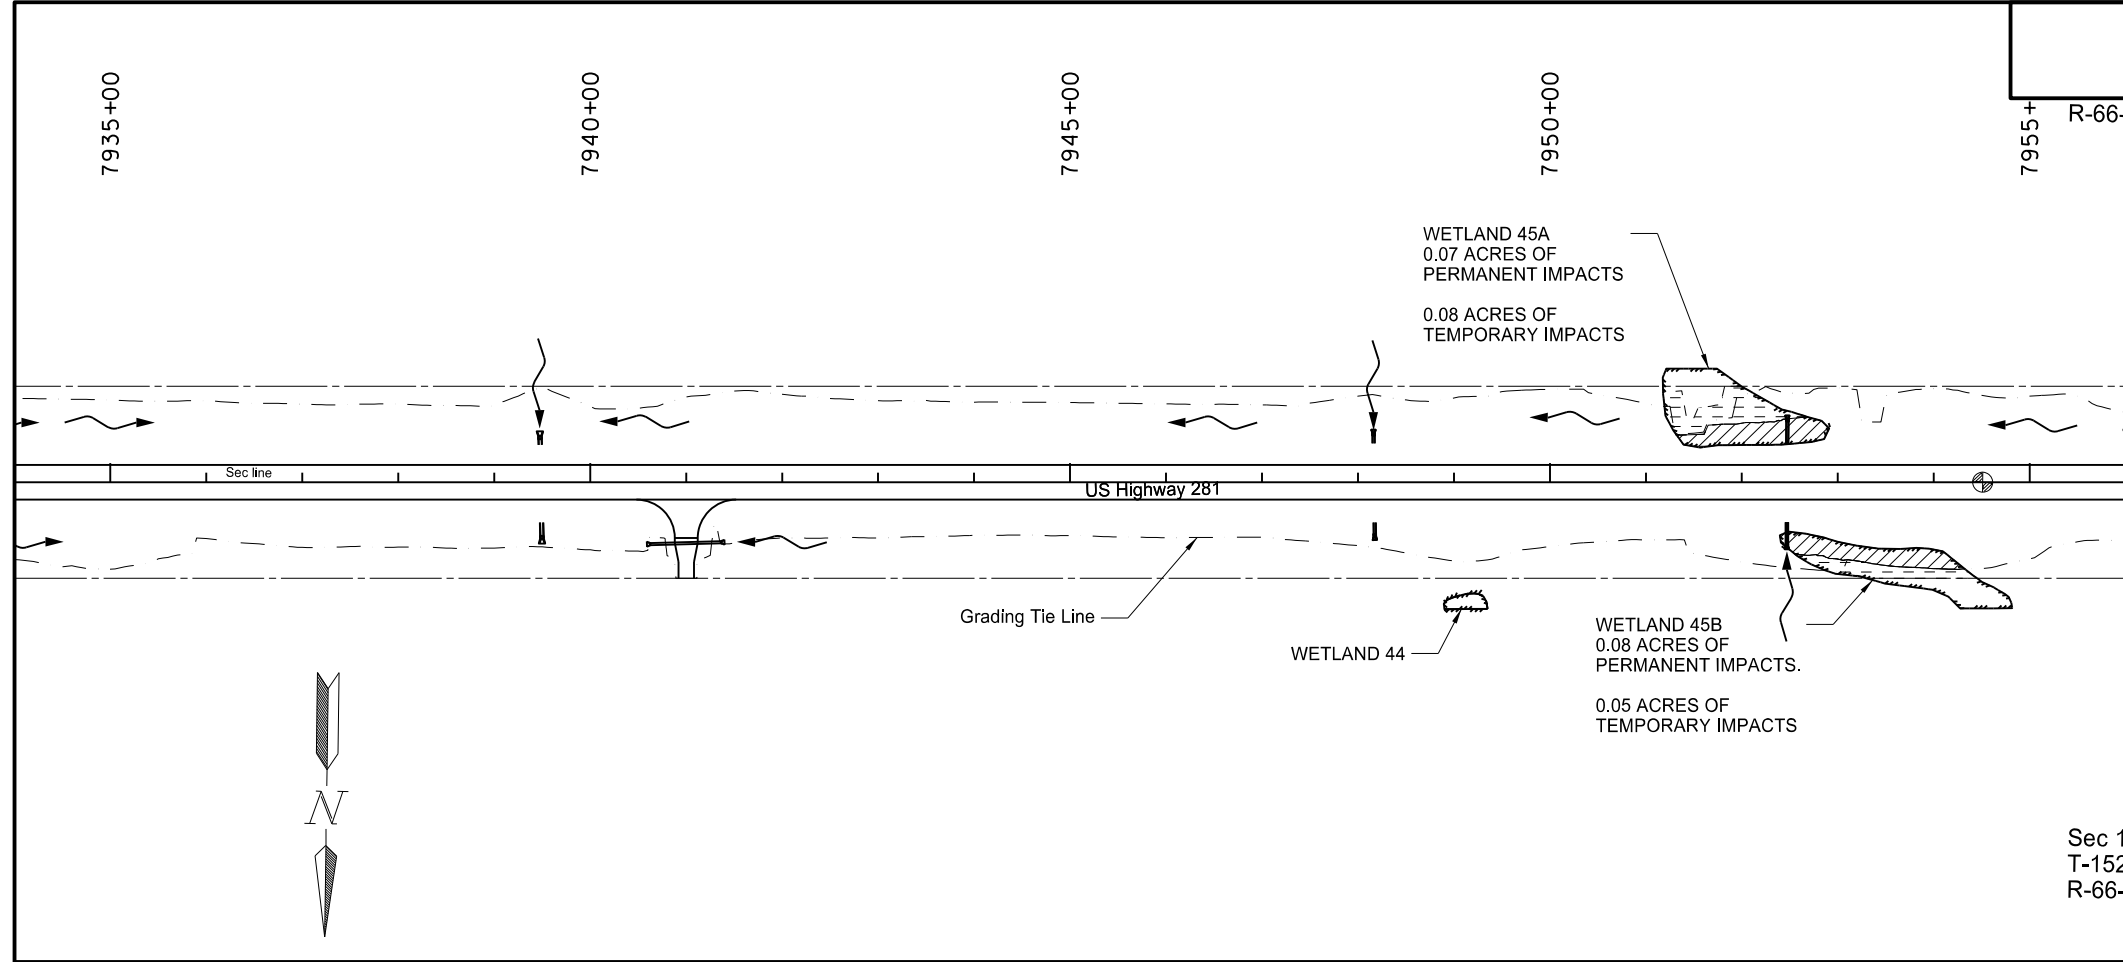 7935+00
7940+00
7945+00
7950+00
7955+
R-66-
WETLAND 45A
0.07 ACRES OF
PERMANENT IMPACTS
0.08 ACRES OF
TEMPORARY IMPACTS
Sec line
US Highway 281
Grading Tie Line
WETLAND 44
WETLAND 45B
0.08 ACRES OF
PERMANENT IMPACTS.
0.05 ACRES OF
TEMPORARY IMPACTS
N
Sec 1
T-152
R-66-